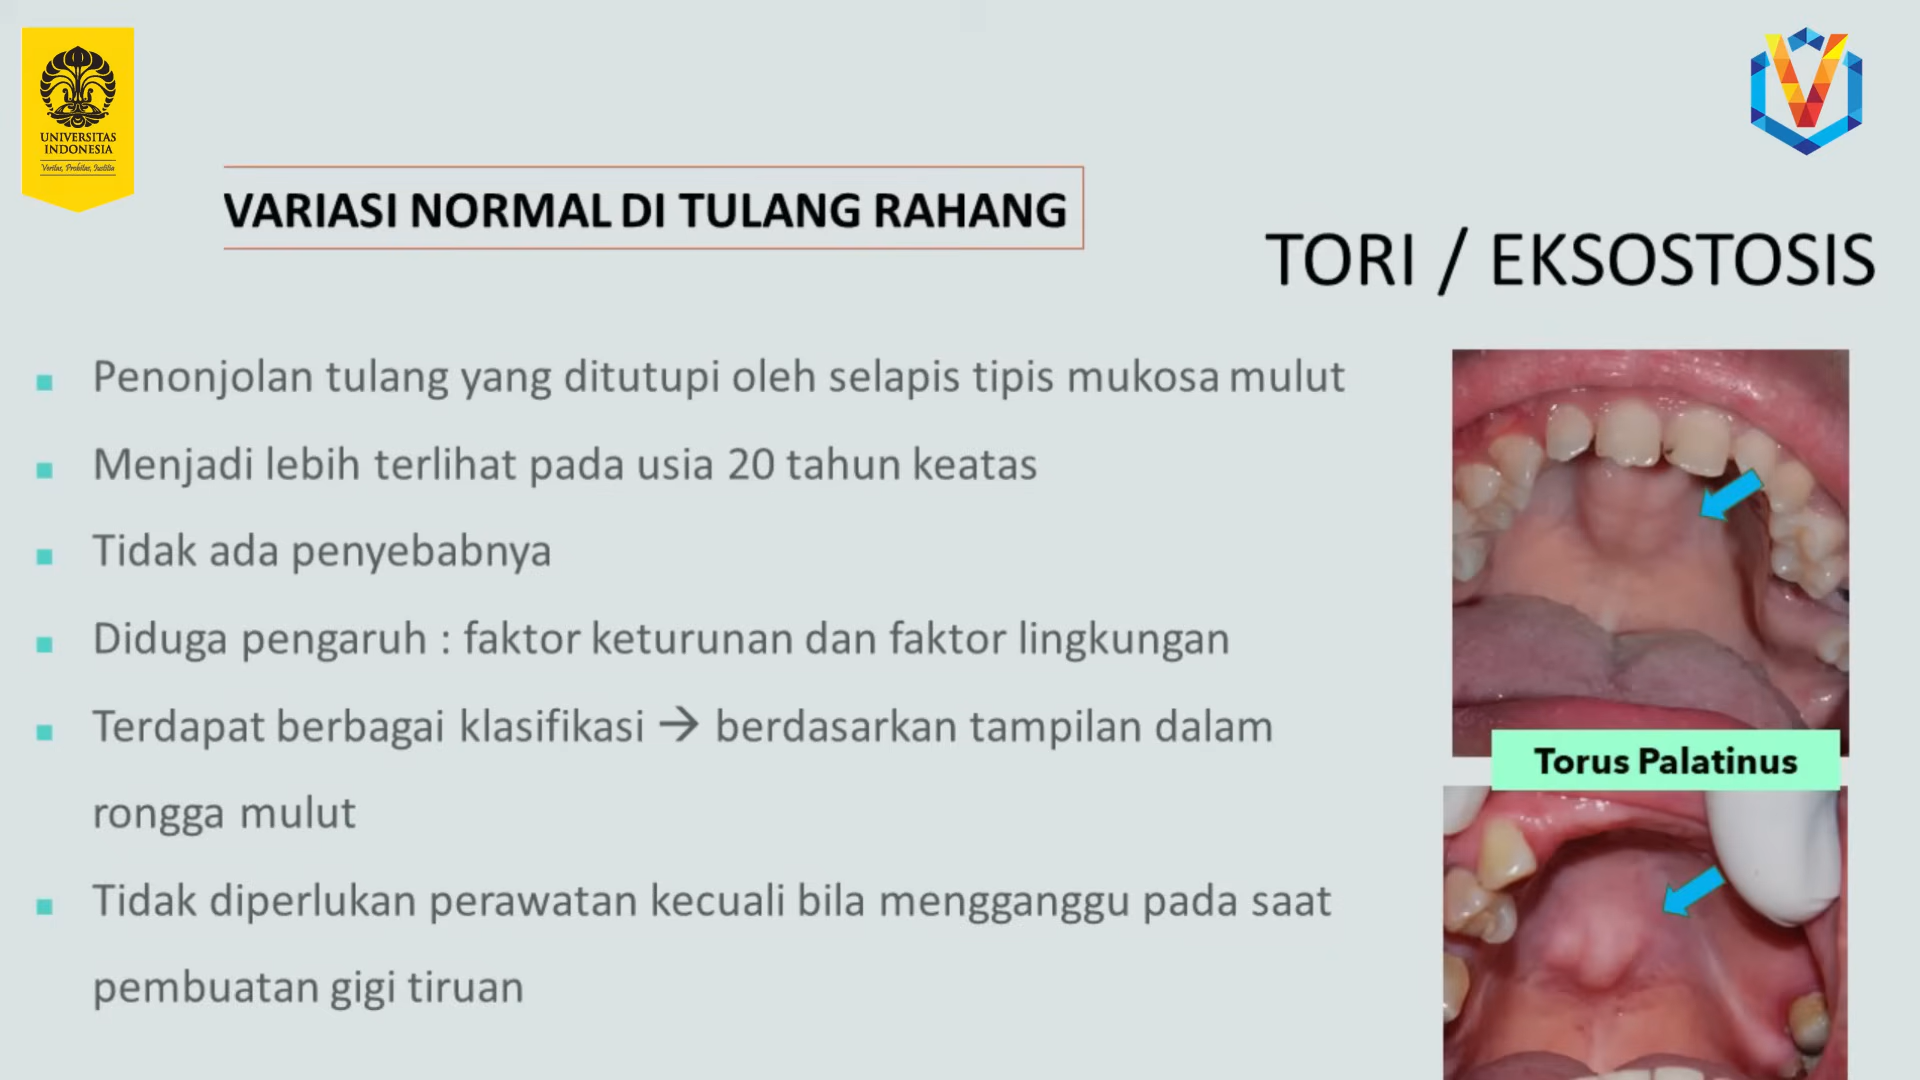 UNIVERSITAS
INDONESIA
Veritas, Probitas, Justitia
VARIASI NORMAL DI TULANG RAHANG
TORI / EKSOSTOSIS
▪ Penonjolan tulang yang ditutupi oleh selapis tipis mukosa mulut
▪ Menjadi lebih terlihat pada usia 20 tahun keatas
▪ Tidak ada penyebabnya
▪ Diduga pengaruh : faktor keturunan dan faktor lingkungan
▪ Terdapat berbagai klasifikasi → berdasarkan tampilan dalam
rongga mulut
▪ Tidak diperlukan perawatan kecuali bila mengganggu pada saat
pembuatan gigi tiruan
Torus Palatinus